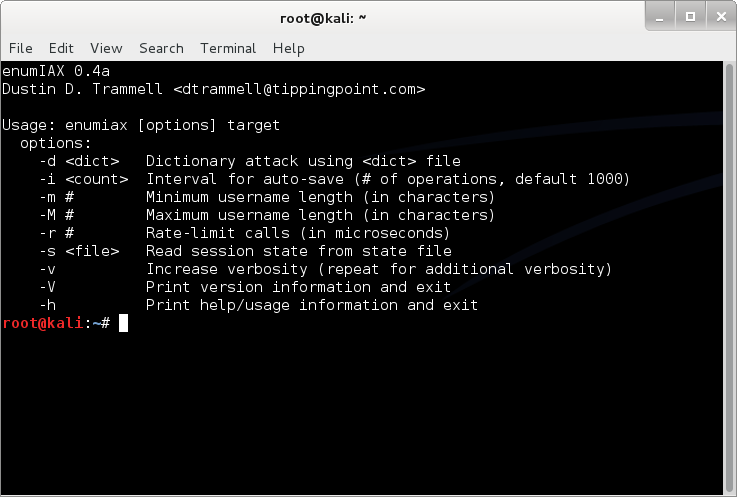 root@kali: ~
File Edit View Search Terminal Help
enumIAX 0.4a
Dustin D. Trammell <dtrammell@tippingpoint.com>
Usage: enumiax [options] target
options:
-d <dict> Dictionary attack using <dict> file
-i <count> Interval for auto-save (# of operations, default 1000)
-m # Minimum username length (in characters)
-M # Maximum username length (in characters)
-r # Rate-limit calls (in microseconds)
-s <file> Read session state from state file
-v Increase verbosity (repeat for additional verbosity)
-V Print version information and exit
-h Print help/usage information and exit
root@kali:~#